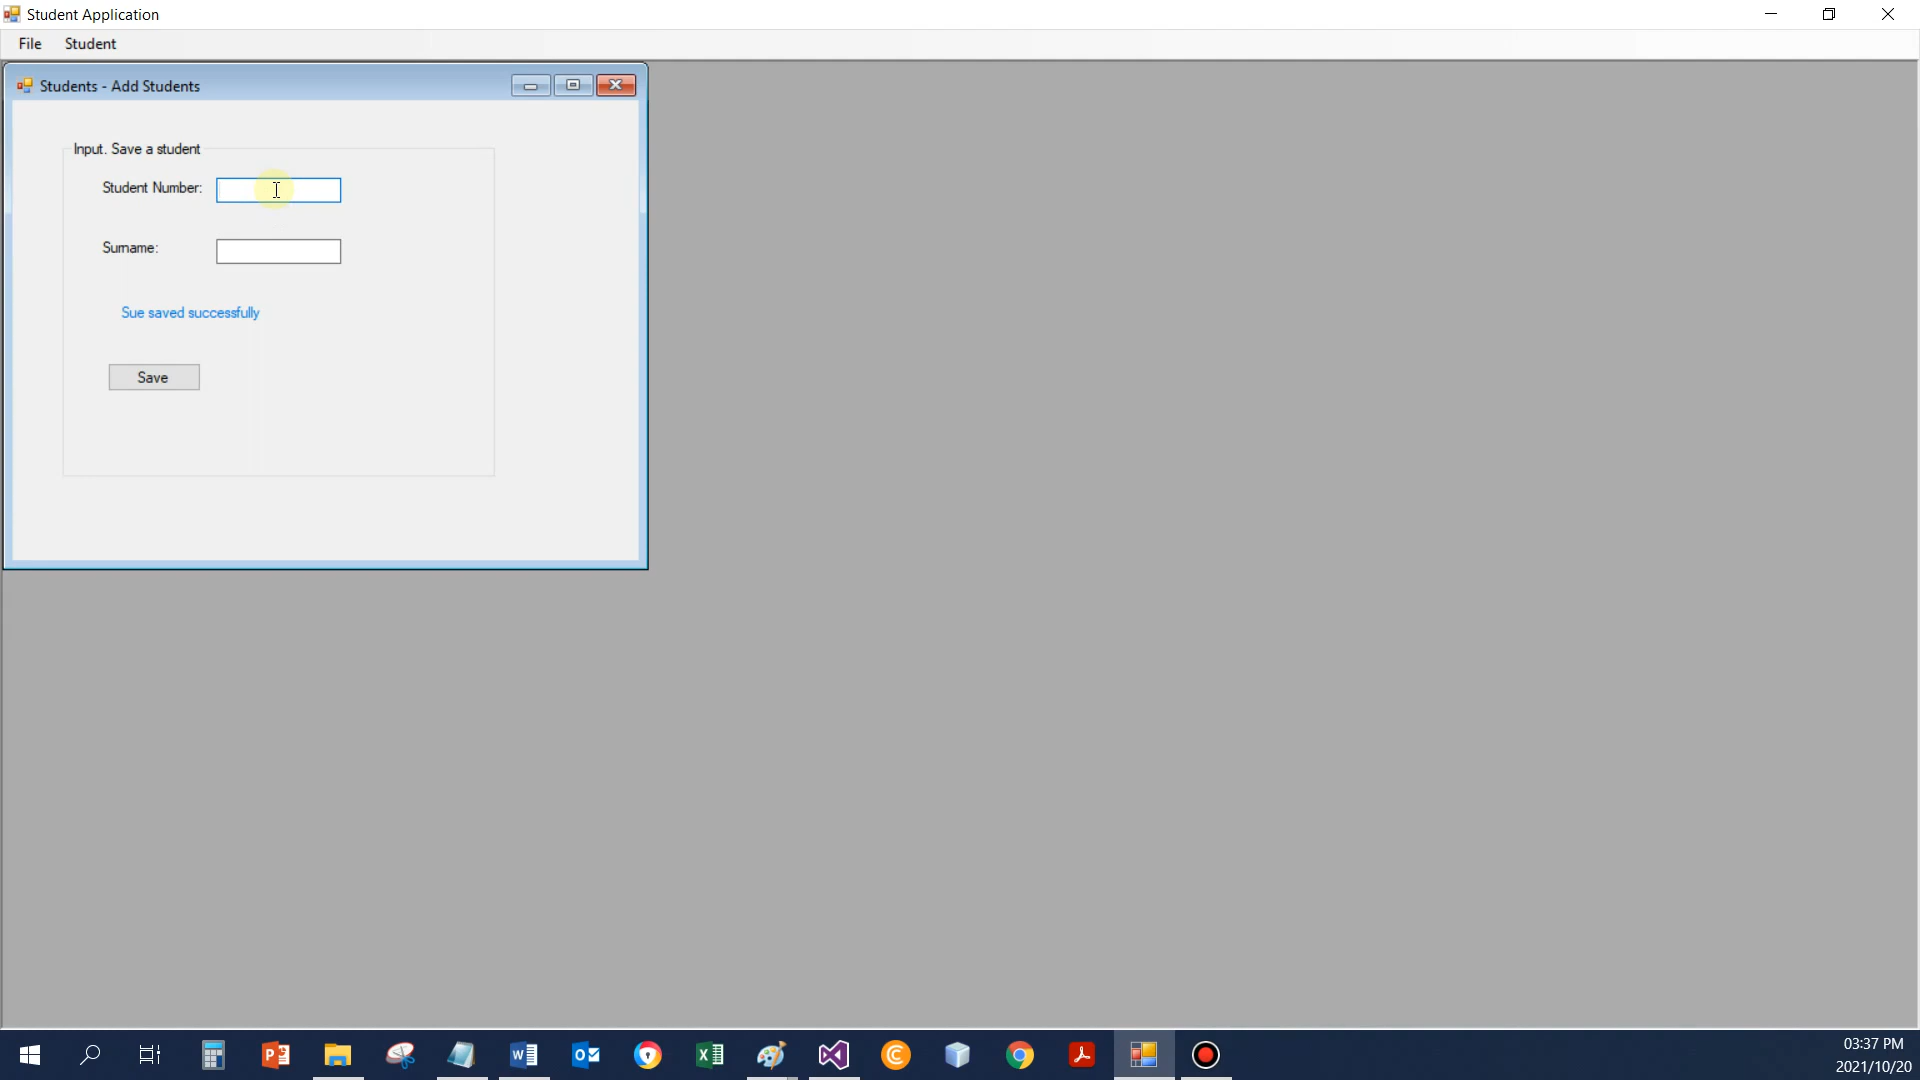 Student Application
File Student
Students - Add Students
Input. Save a student
Student Number:
Surname:
Sue saved successfully
Save
03:37 PM
2021/10/20